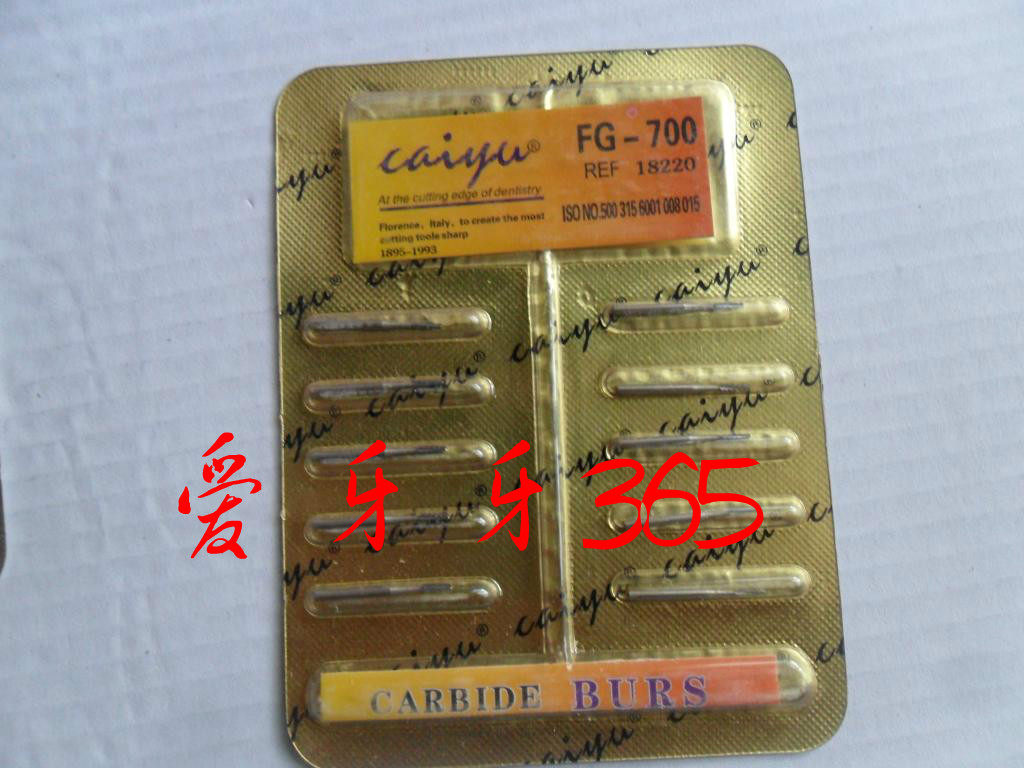 caiyu®
FG-700
REF 18220
At the cutting edge of dentistry
ISO NO.500 315 6001 008 015
Florence, Italy, to create the most
cutting tools sharp
1895-1993
爱牙牙365
CARBIDE BURS
caiyu®